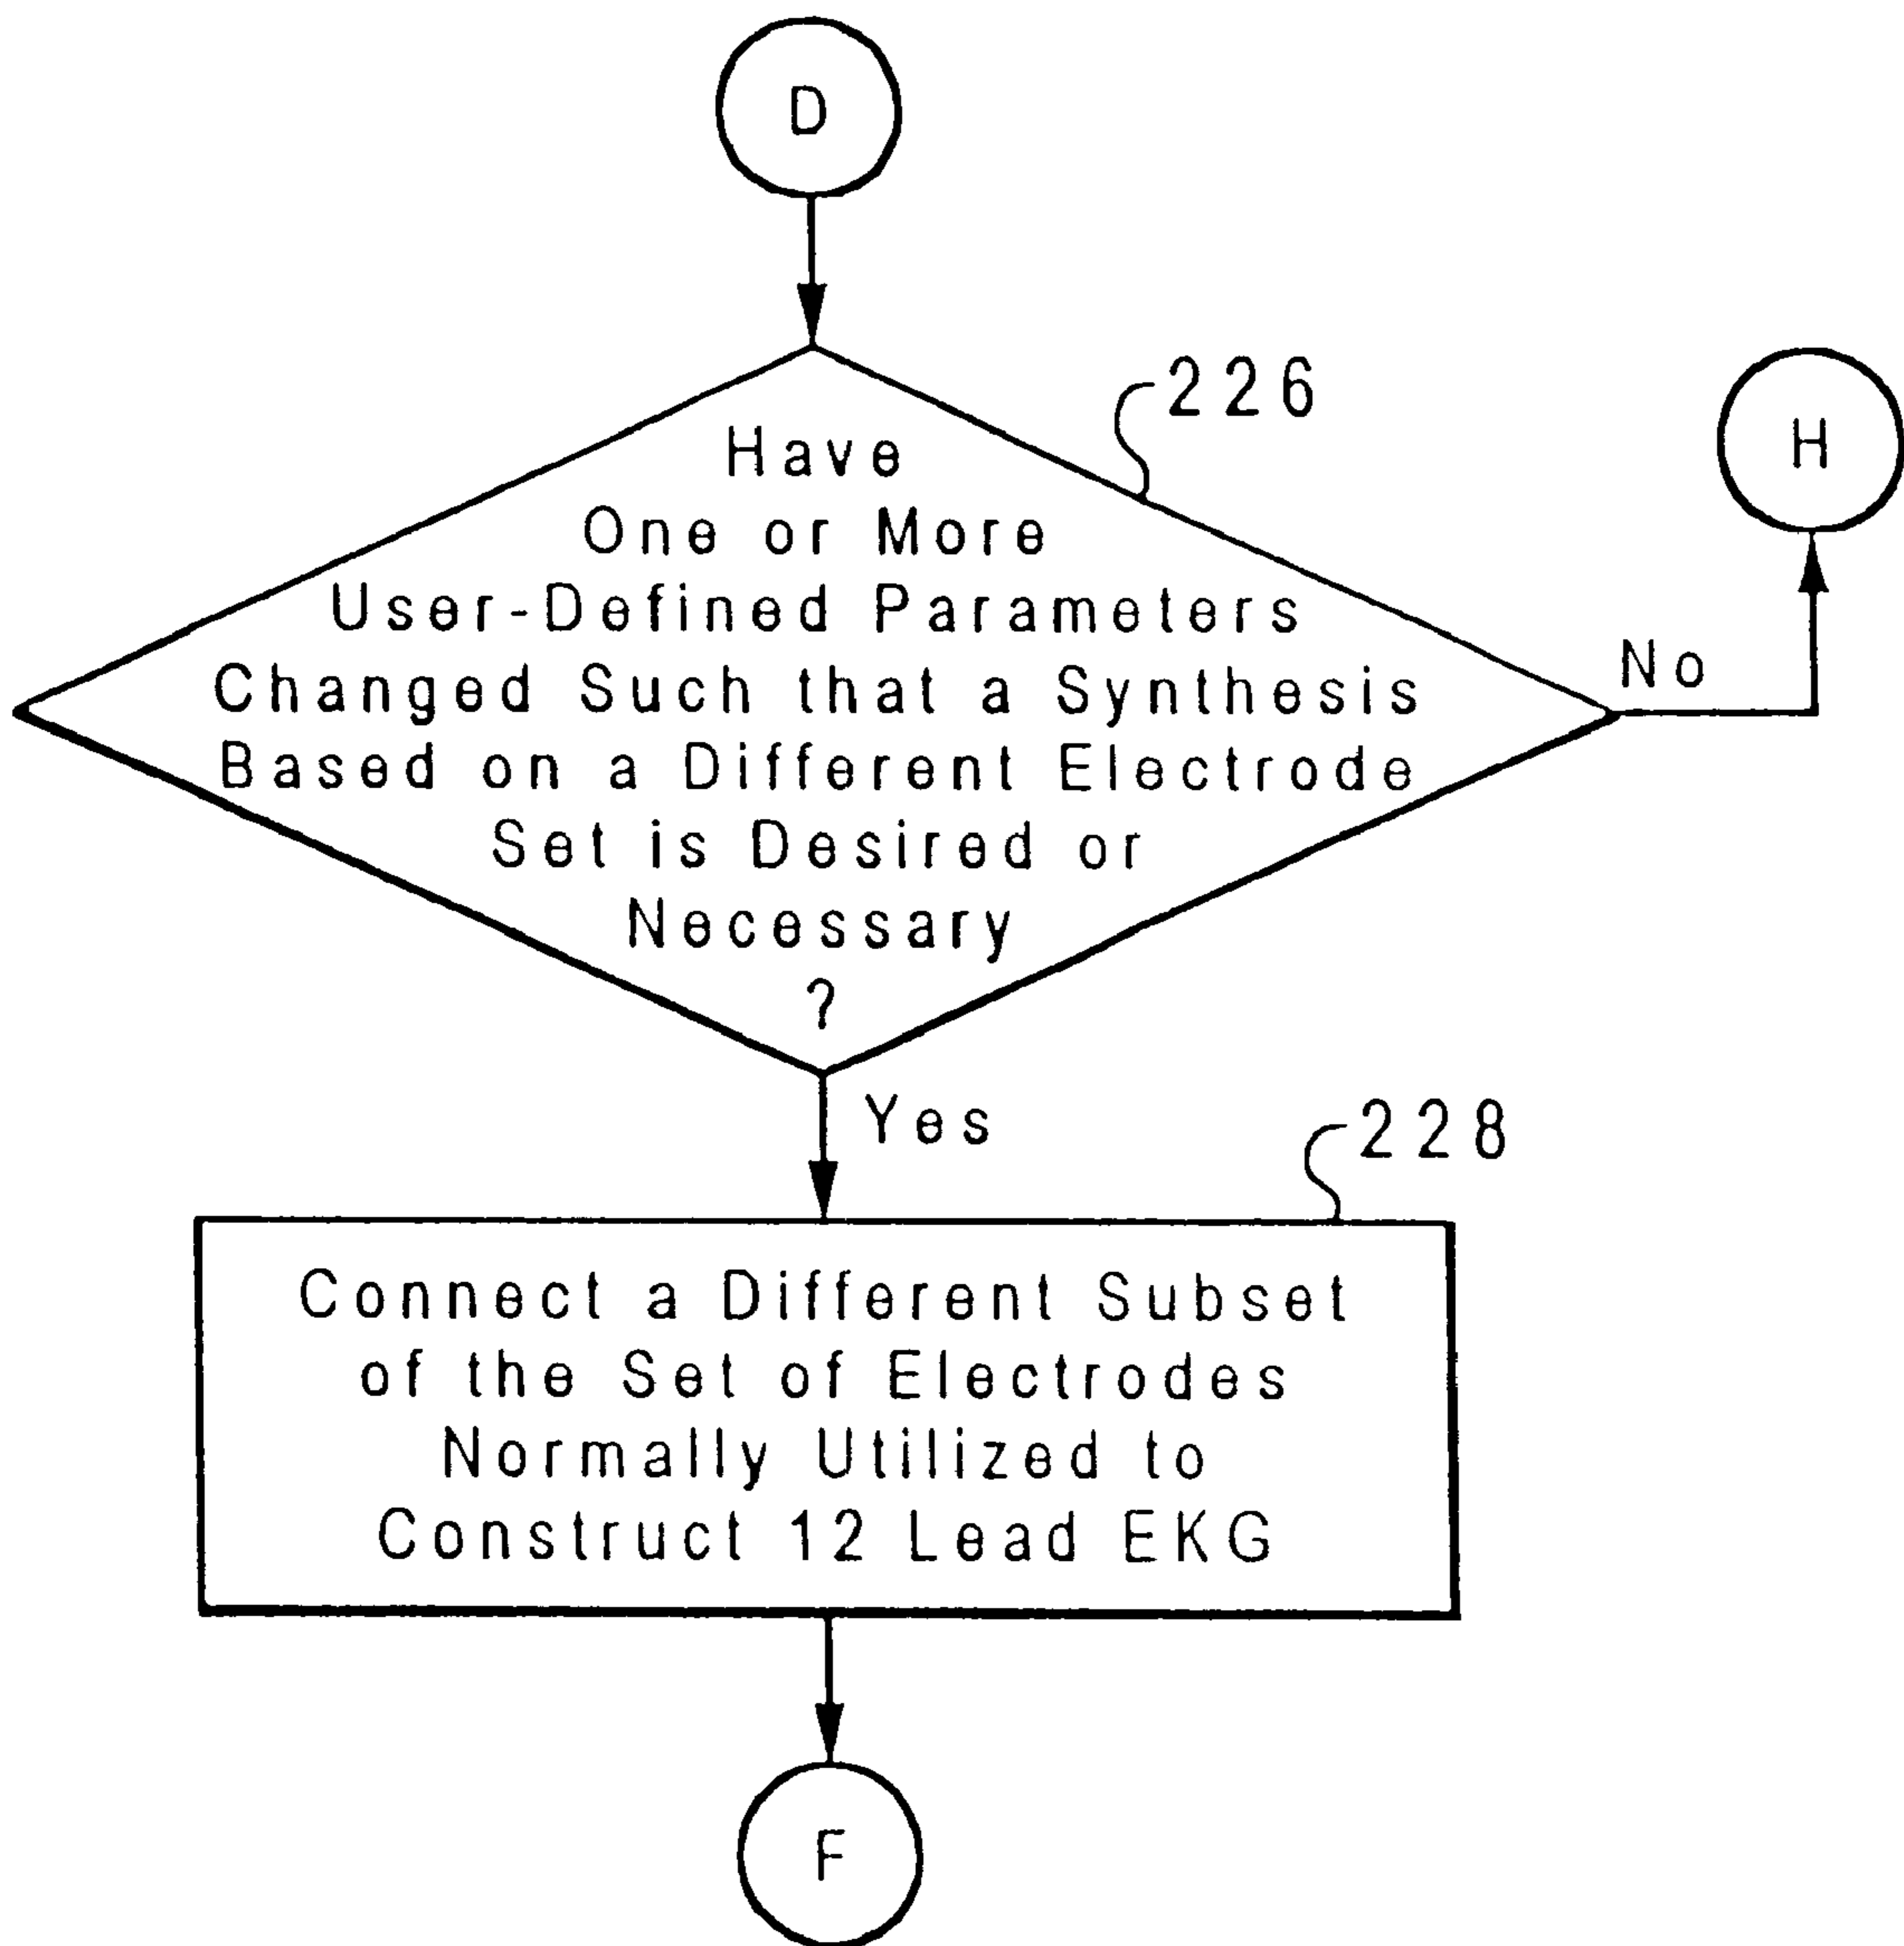 D
226
Have
One or More
User-Defined Parameters
Changed Such that a Synthesis
Based on a Different Electrode
Set is Desired or
Necessary
?
No
H
Yes
228
Connect a Different Subset
of the Set of Electrodes
Normally Utilized to
Construct 12 Lead EKG
F